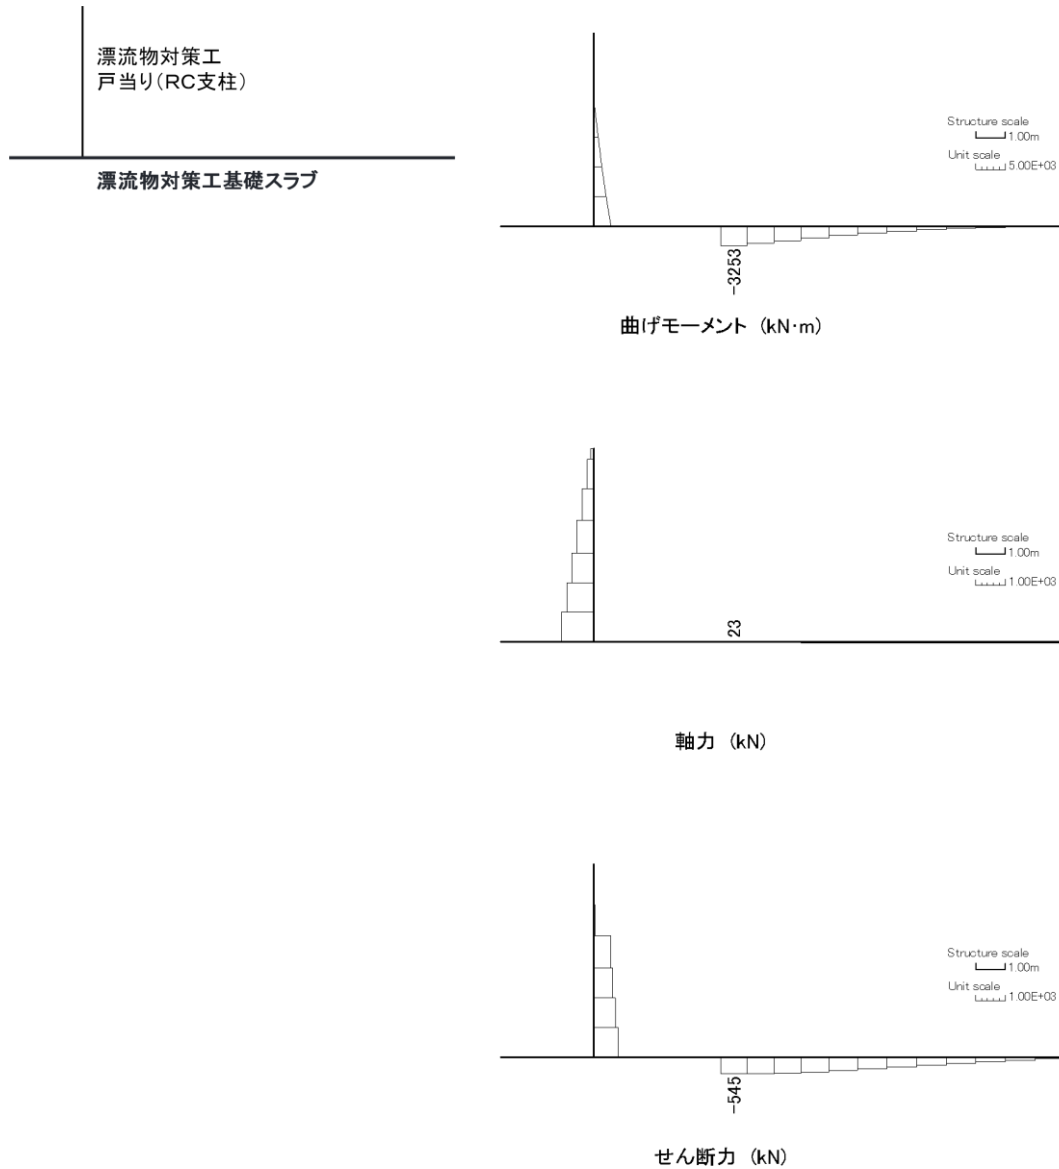 漂流物対策工
戸当り(RC支柱)
漂流物対策工基礎スラブ
Structure scale
1.00m
Unit scale
5.00E+03
-3253
曲げモーメント (kN･m)
Structure scale
1.00m
Unit scale
1.00E+03
23
軸力 (kN)
Structure scale
1.00m
Unit scale
1.00E+03
-545
せん断力 (kN)